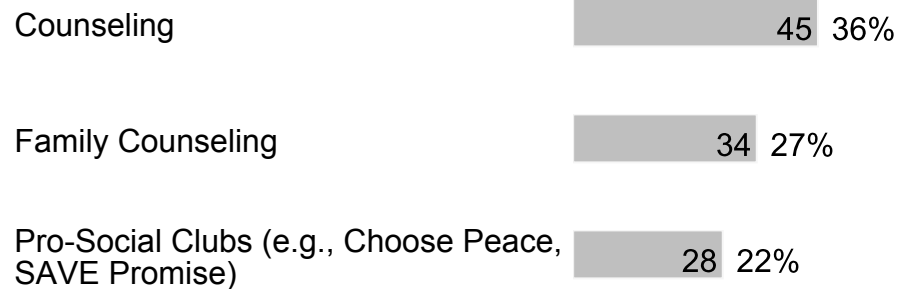 Counseling 45 36%
Family Counseling 34 27%
Pro-Social Clubs (e.g., Choose Peace,
SAVE Promise) 28 22%